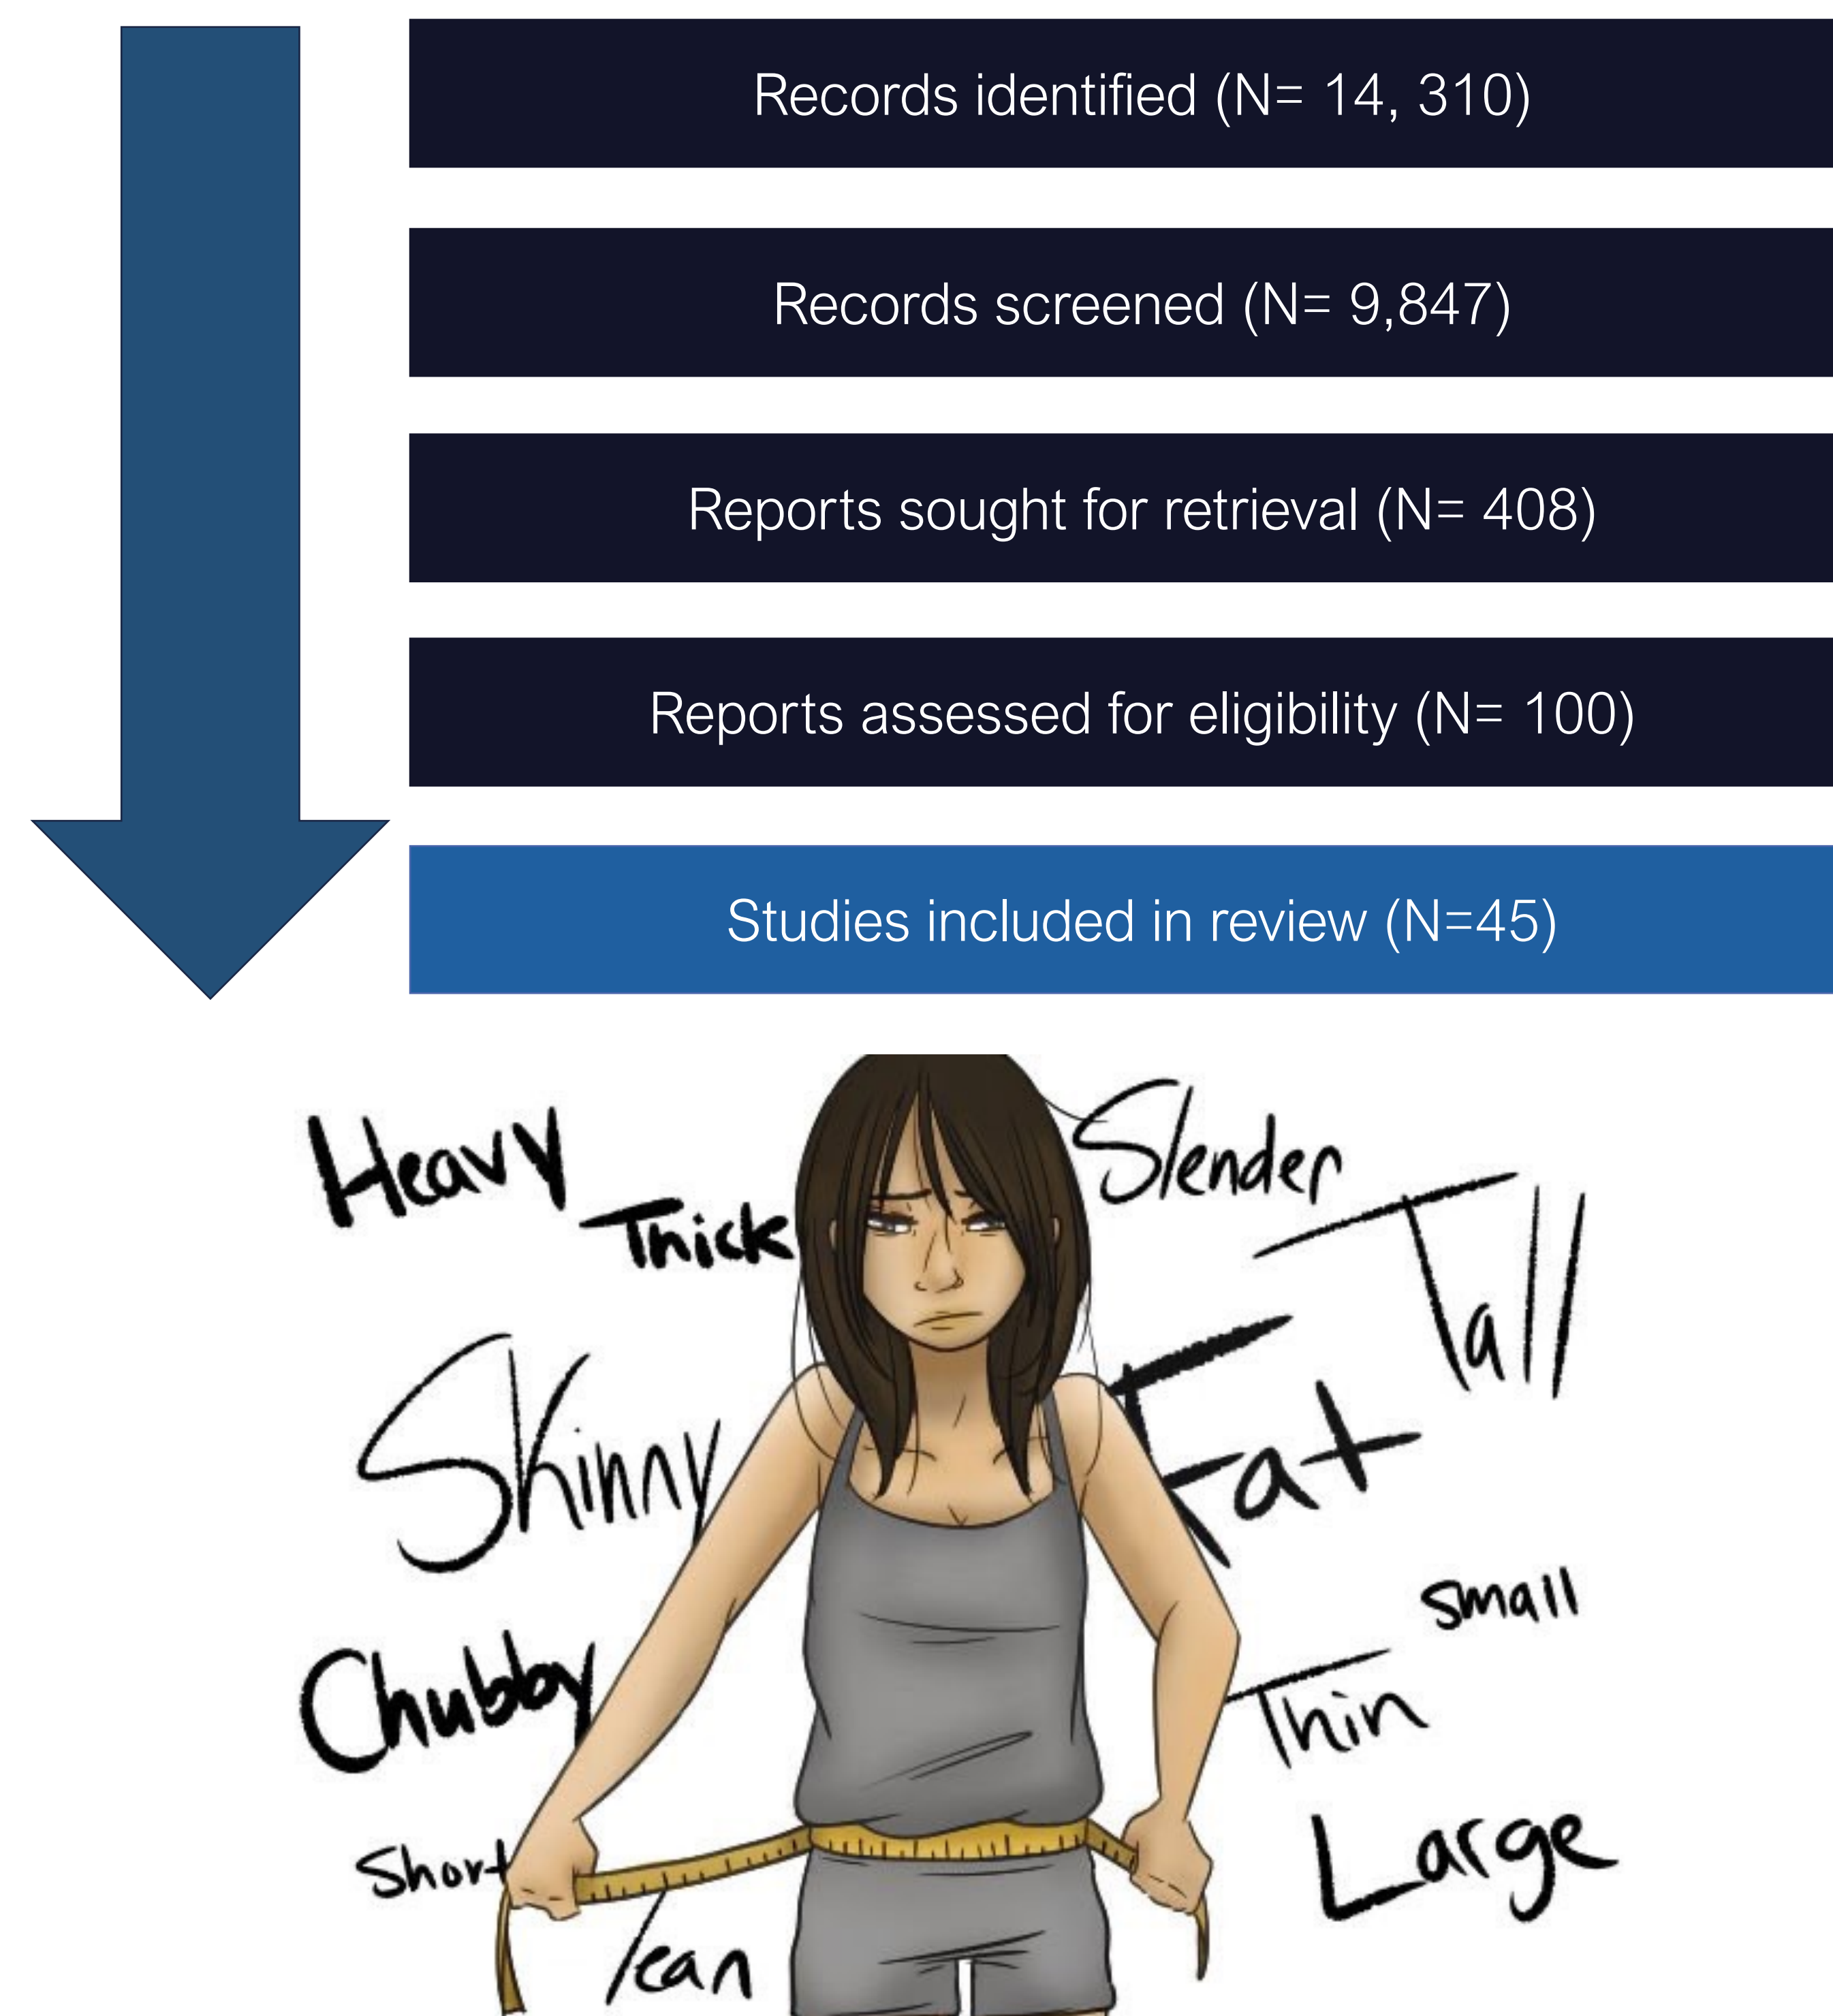 Records identified (N= 14, 310)
Records screened (N= 9,847)
Reports sought for retrieval (N= 408)
Reports assessed for eligibility (N= 100)
Studies included in review (N=45)
Heavy
Slender
Thick
Tall
Skinny
Fat
small
Chubby
Thin
Short
Large
lean